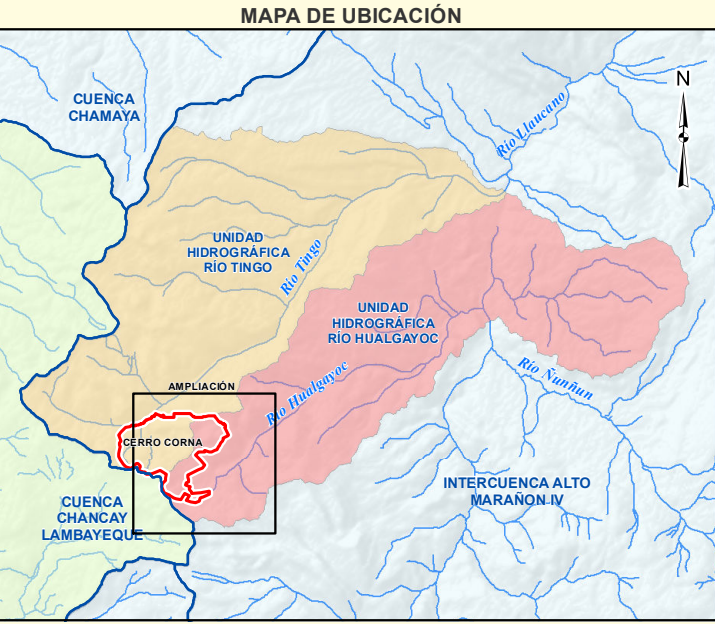 MAPA DE UBICACIÓN
N
CUENCA
CHAMAYA
Río Llaucano
UNIDAD
HIDROGRÁFICA
RÍO TINGO
Río Tingo
UNIDAD
HIDROGRÁFICA
RÍO HUALGAYOC
Río Hualgayoc
Río Ñunñun
AMPLIACIÓN
CERRO CORNA
INTERCUENCA ALTO
MARAÑON IV
CUENCA
CHANCAY
LAMBAYEQUE